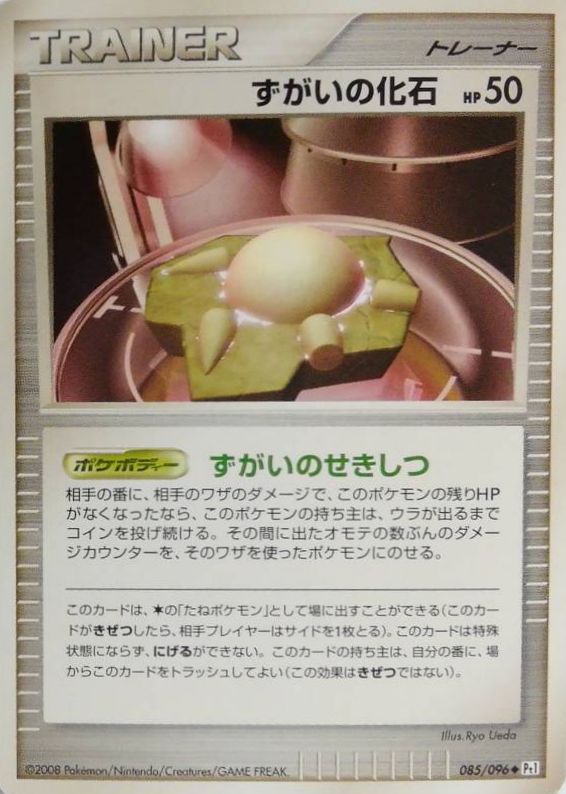 TRAINER トレーナー
ずがいの化石 HP 50
ポケボディー ずがいのせきしつ
相手の番に、相手のワザのダメージで、このポケモンの残りHP
がなくなったなら、このポケモンの持ち主は、ウラが出るまで
コインを投げ続ける。その間に出たオモテの数ぶんのダメー
ジカウンターを、そのワザを使ったポケモンにのせる。
このカードは、✶の「たねポケモン」として場に出すことができる(このカー
ドがきぜつしたら、相手プレイヤーはサイドを1枚とる)。このカードは特殊
状態にならず、にげるができない。このカードの持ち主は、自分の番に、場
からこのカードをトラッシュしてよい(この効果はきぜつではない)。
Illus.Ryo Ueda
©2008 Pokémon/Nintendo/Creatures/GAME FREAK. 085/096◆ Pt1